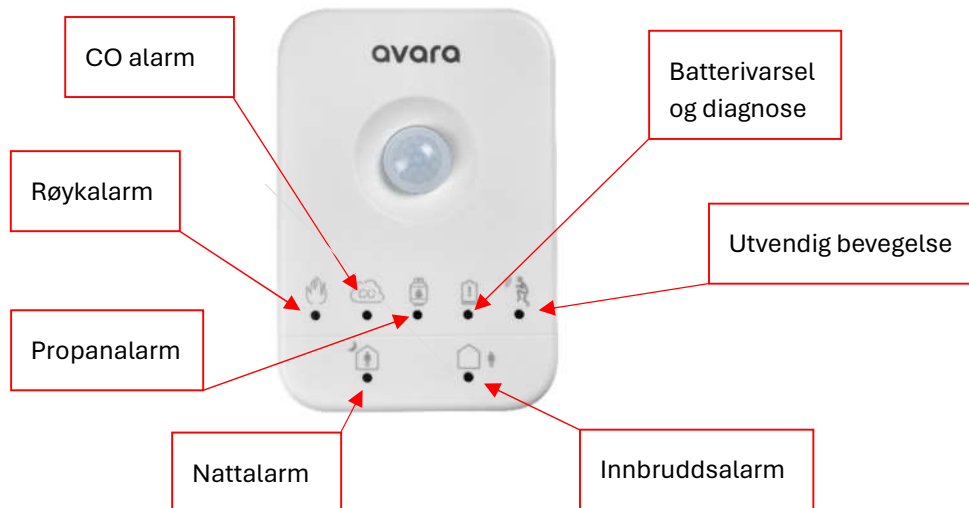 CO alarm
avara
Batterivarsel
og diagnose
Røykalarm
Utvendig bevegelse
CO
Propanalarm
Nattalarm
Innbruddsalarm